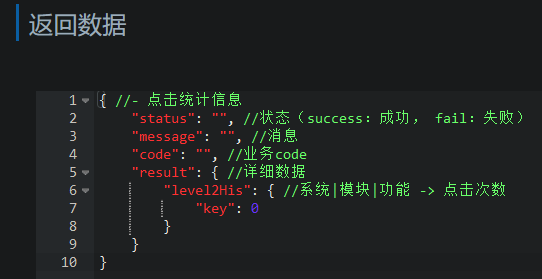 返回数据
1 { //- 点击统计信息
2 "status": "", //状态（success：成功， fail：失败）
3 "message": "", //消息
4 "code": "", //业务code
5 "result": { //详细数据
6 "level2His": { //系统|模块|功能 -> 点击次数
7 "key": 0
8 }
9 }
10 }